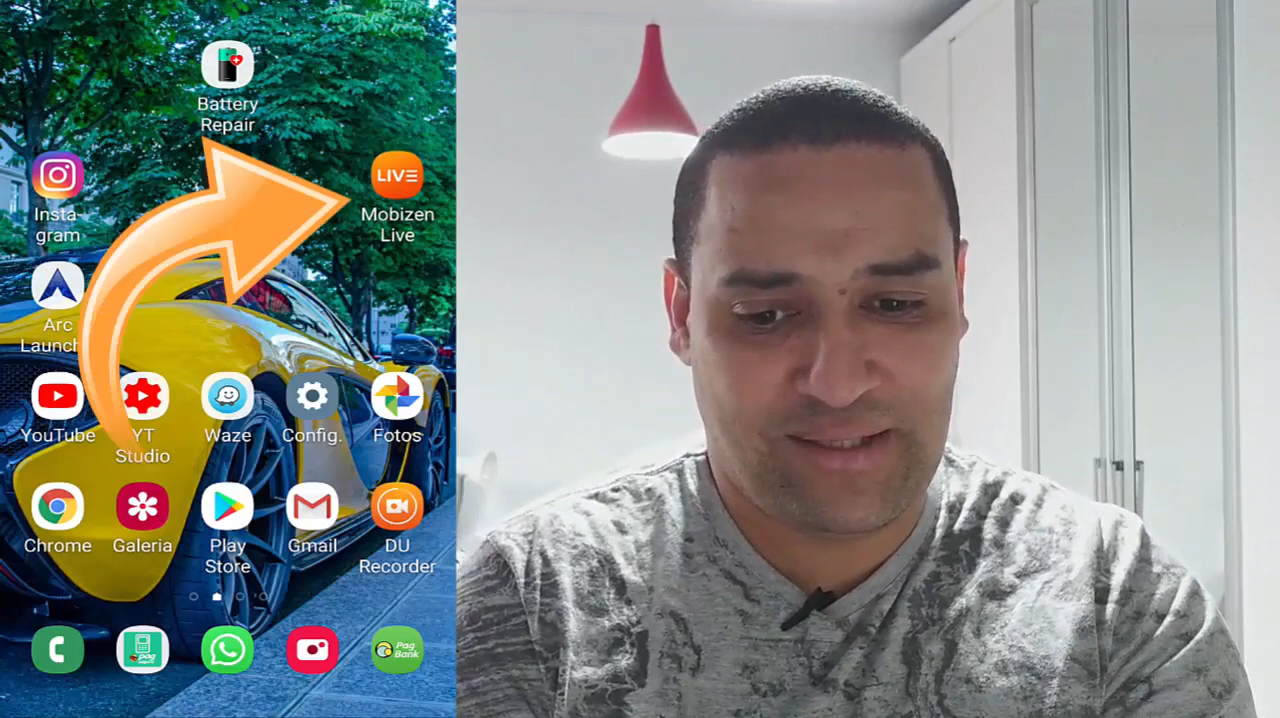 Battery
Repair
LIVE
Insta-
gram
Mobizen
Live
Arc
Launch
YouTube
YT
Studio
Waze
Config.
Fotos
Chrome
Galeria
Play
Store
Gmail
DU
Recorder
pag
Pag
Bank